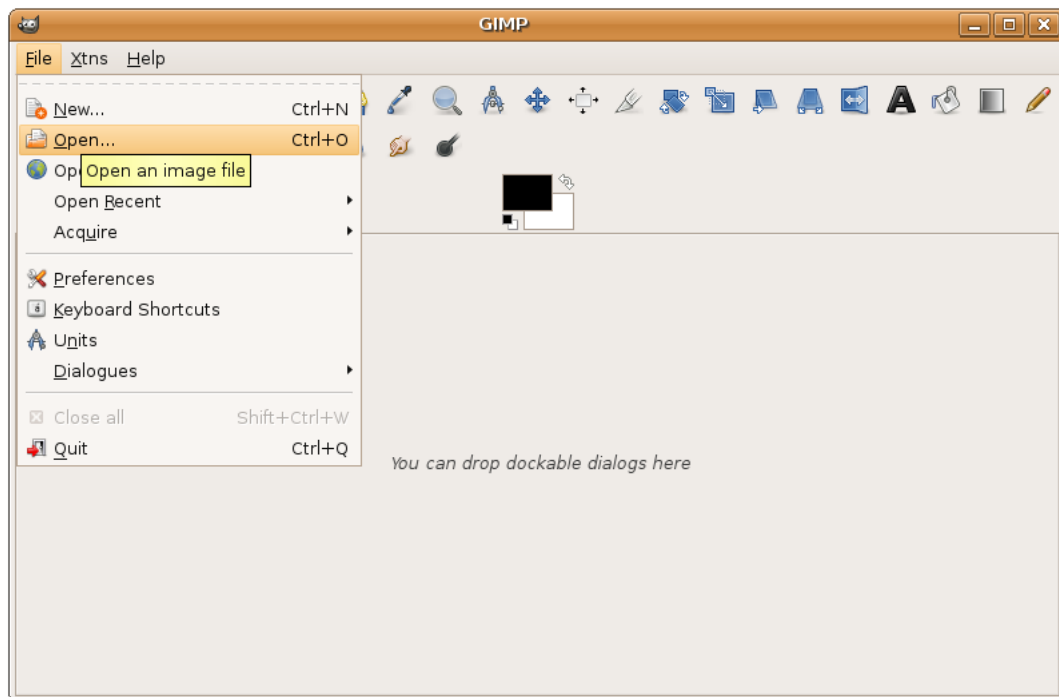 GIMP
File Xtns Help
New... Ctrl+N
Open... Ctrl+O
Op
Open an image file
Open Recent
Acquire
Preferences
Keyboard Shortcuts
Units
Dialogues
Close all Shift+Ctrl+W
Quit Ctrl+Q
You can drop dockable dialogs here